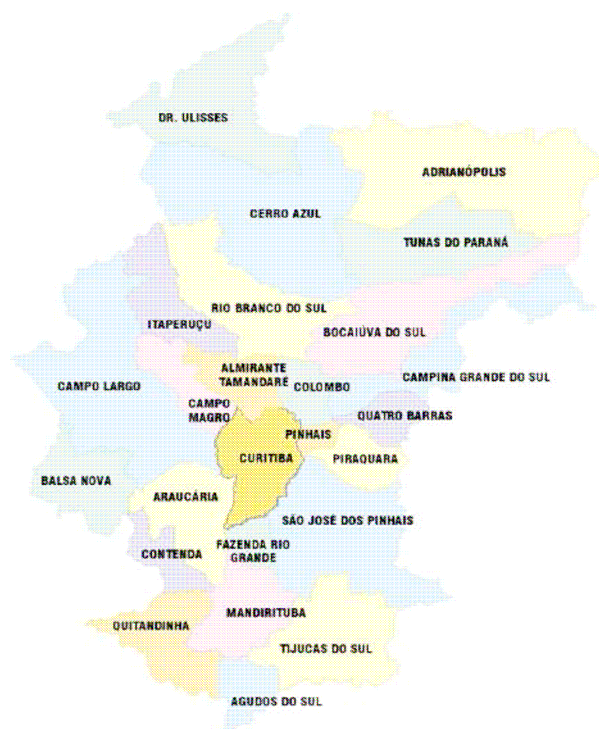 DR. ULISSES
ADRIANÓPOLIS
CERRO AZUL
TUNAS DO PARANÁ
RIO BRANCO DO SUL
ITAPERUÇU
BOCAIÚVA DO SUL
ALMIRANTE
TAMANDARÉ
CAMPO LARGO
COLOMBO
CAMPINA GRANDE DO SUL
CAMPO
MAGRO
QUATRO BARRAS
PINHAIS
CURITIBA
PIRAQUARA
BALSA NOVA
ARAUCÁRIA
SÃO JOSÉ DOS PINHAIS
FAZENDA RIO
GRANDE
CONTENDA
MANDIRITUBA
QUITANDINHA
TIJUCAS DO SUL
AGUDOS DO SUL